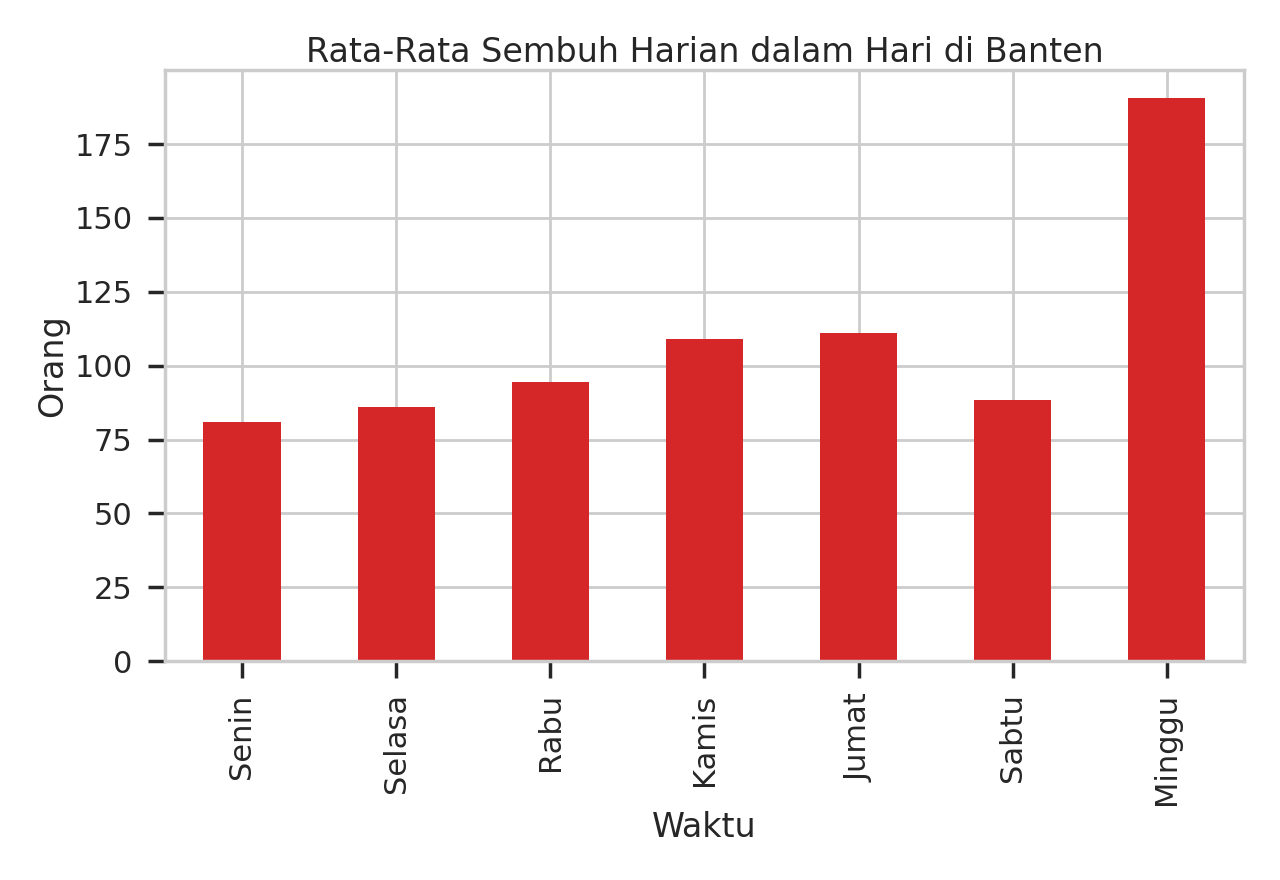 Rata-Rata Sembuh Harian dalam Hari di Banten
Orang
175
150
125
100
75
50
25
0
Senin
Selasa
Rabu
Kamis
Jumat
Sabtu
Minggu
Waktu